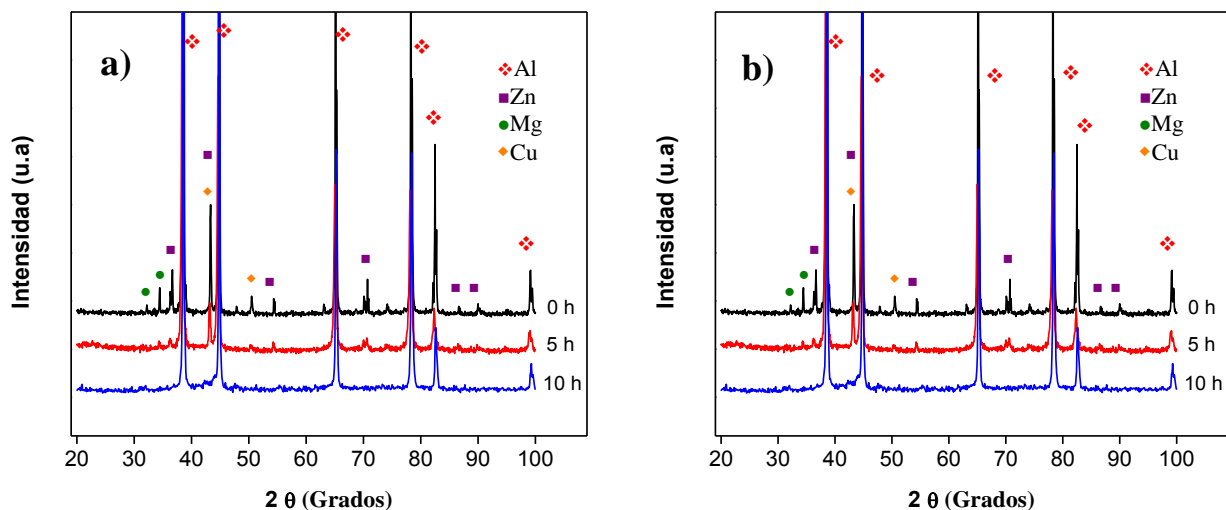 a)
Al
Zn
Mg
Cu
Intensidad (u.a)
0 h
5 h
10 h
20 30 40 50 60 70 80 90 100
2 θ (Grados)
b)
Al
Zn
Mg
Cu
Intensidad (u.a)
0 h
5 h
10 h
20 30 40 50 60 70 80 90 100
2 θ (Grados)